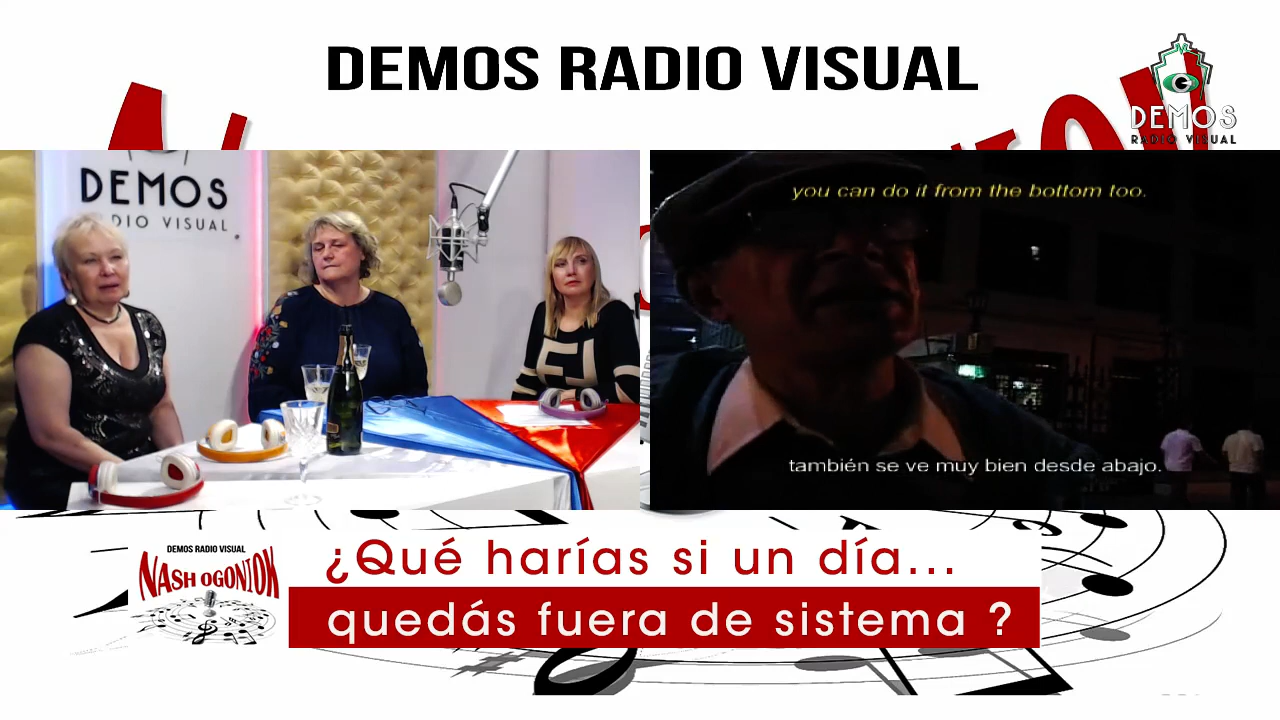 DEMOS RADIO VISUAL
DEMOS
RADIO VISUAL
DEMOS
RADIO VISUAL
you can do it from the bottom too.
también se ve muy bien desde abajo.
DEMOS RADIO VISUAL
NASH OGONIOK
¿Qué harías si un día...
quedás fuera de sistema ?